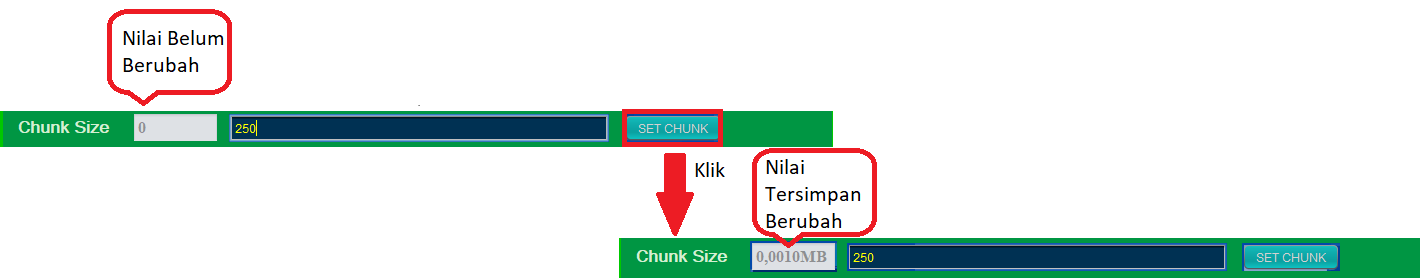 Nilai Belum
Berubah
Chunk Size 0 250 SET CHUNK
Klik
Nilai
Tersimpan
Berubah
Chunk Size 0,0010MB 250 SET CHUNK